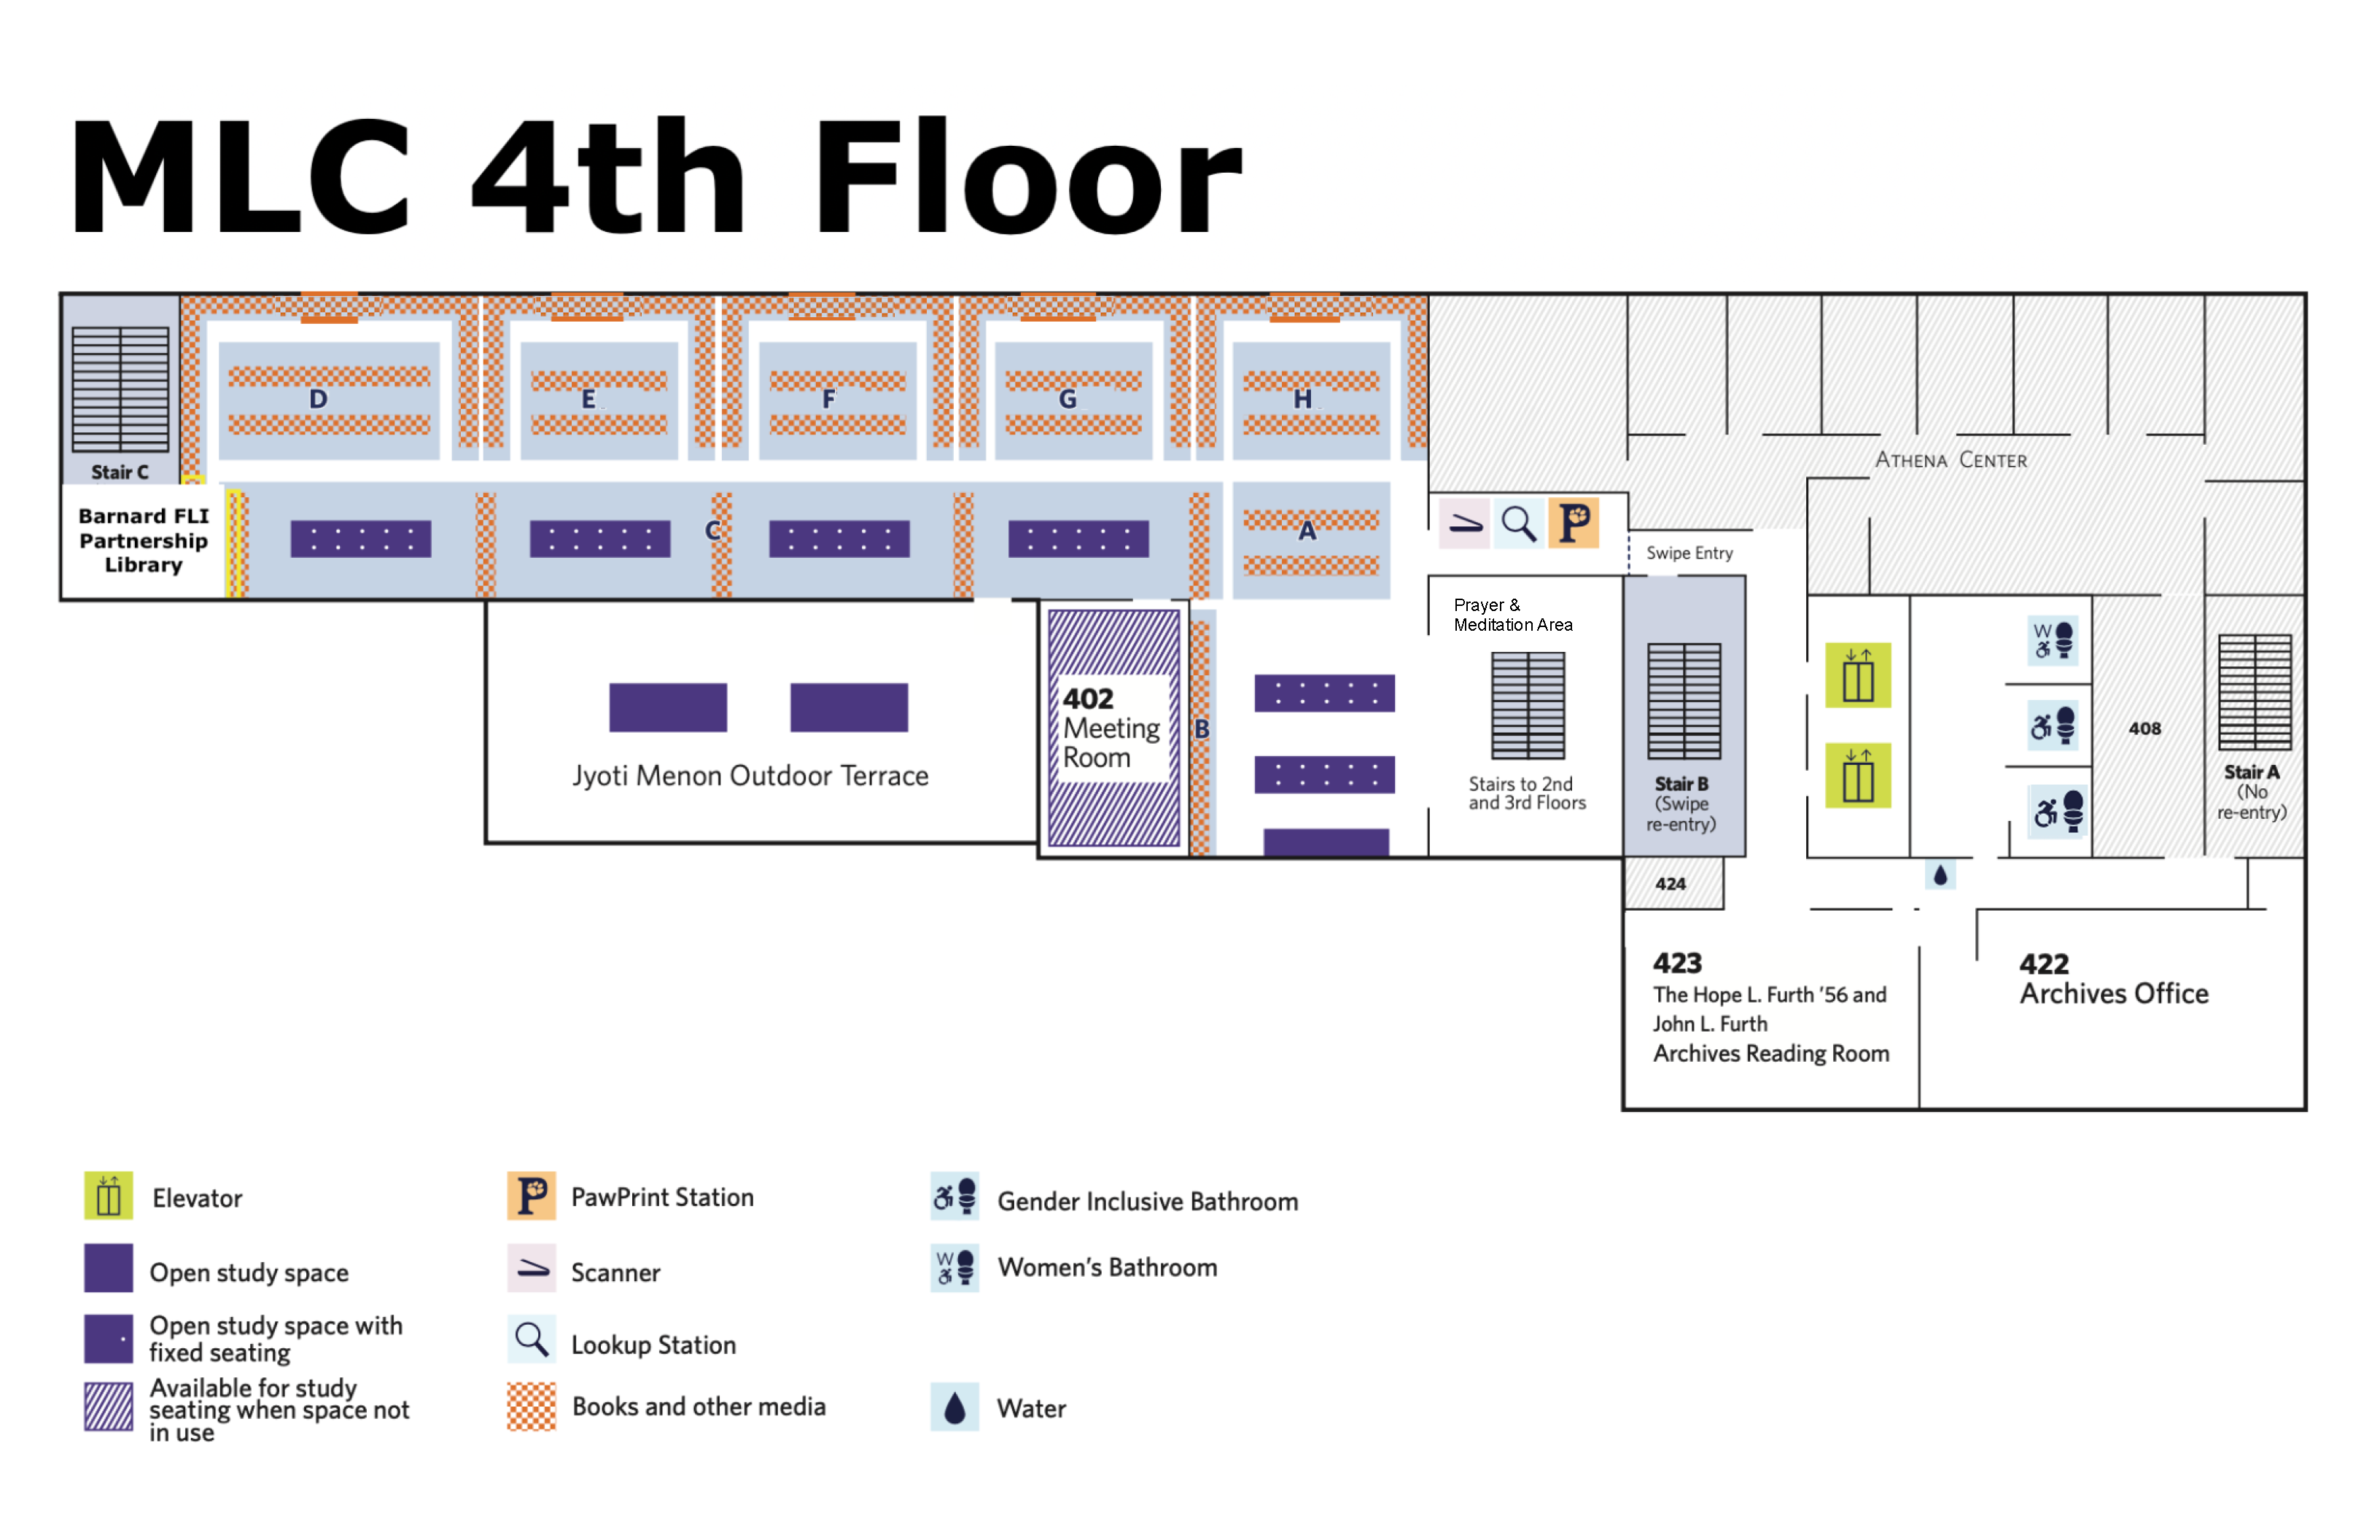 MLC 4th Floor
Stair C
Barnard FLI
Partnership
Library
D
E
F
G
H
C
A
B
Athena Center
Swipe Entry
Prayer &
Meditation Area
Stairs to 2nd
and 3rd Floors
Stair B
(Swipe
re-entry)
W
408
Stair A
(No
re-entry)
402
Meeting
Room
Jyoti Menon Outdoor Terrace
P
424
423
The Hope L. Furth '56 and
John L. Furth
Archives Reading Room
422
Archives Office
Elevator
Open study space
Open study space with
fixed seating
Available for study
seating when space not
in use
P
PawPrint Station
Scanner
Lookup Station
Books and other media
Gender Inclusive Bathroom
W
Women's Bathroom
Water